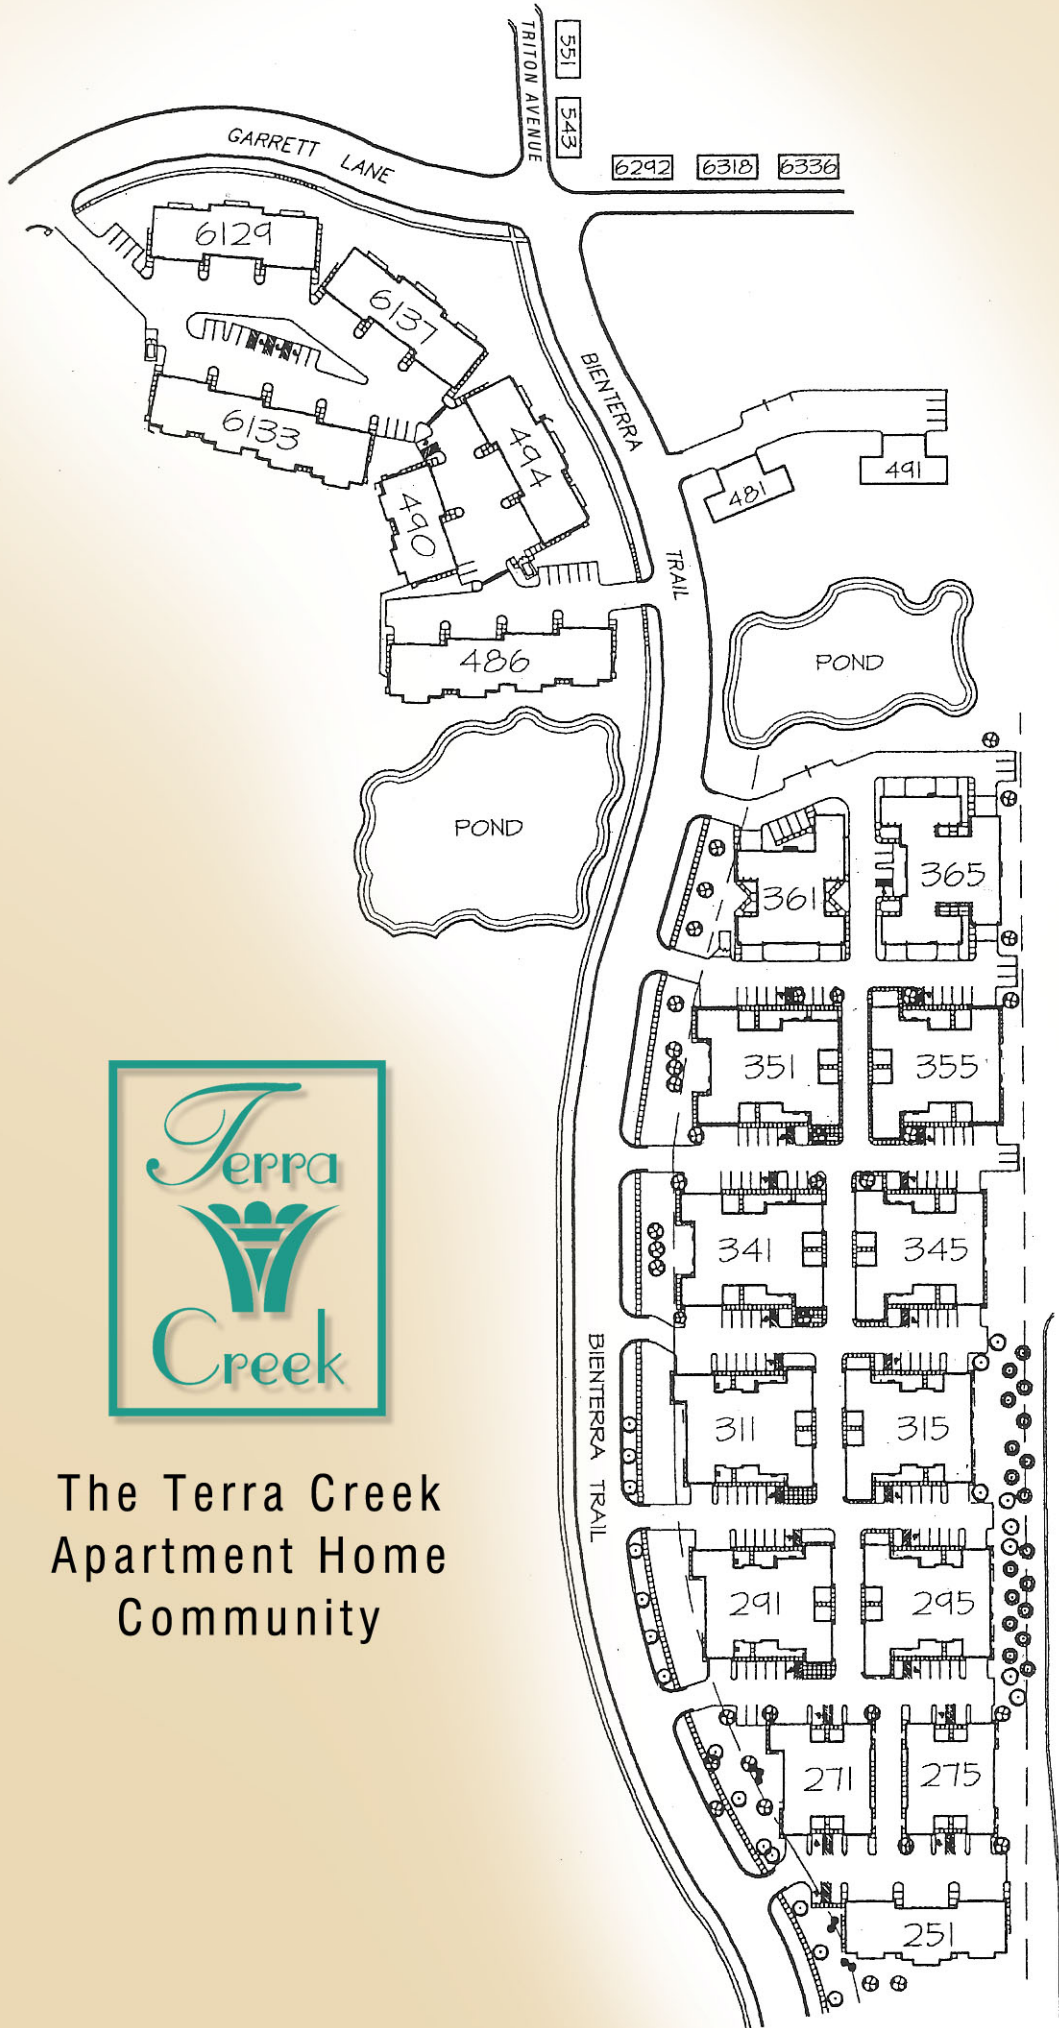 TRITON AVENUE
551
543
GARRETT LANE
6292
6318
6336
6129
6137
6133
BIENTERRA
494
490
481
491
TRAIL
486
POND
POND
361
365
351
355
341
345
BIENTERRA TRAIL
311
315
291
295
271
275
251
Terra
Creek
The Terra Creek
Apartment Home
Community